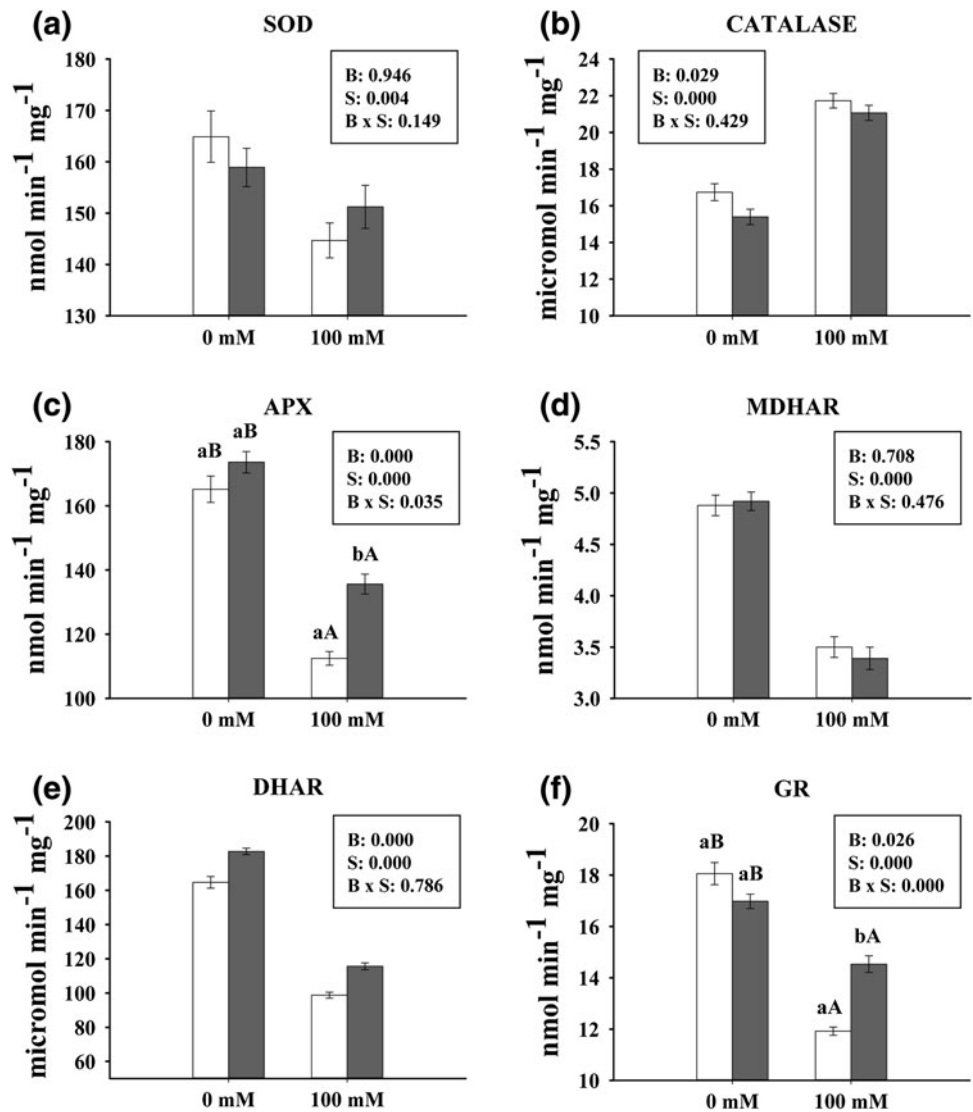 (a) SOD
nmol min-1 mg-1
180
170
160
150
140
130
B: 0.946
S: 0.004
B x S: 0.149
0 mM 100 mM
(b) CATALASE
micromol min-1 mg-1
24
22
20
18
16
14
12
10
B: 0.029
S: 0.000
B x S: 0.429
0 mM 100 mM
(c) APX
nmol min-1 mg-1
180
160
140
120
100
aB
aB
aA
bA
B: 0.000
S: 0.000
B x S: 0.035
0 mM 100 mM
(d) MDHAR
nmol min-1 mg-1
5.5
5.0
4.5
4.0
3.5
3.0
B: 0.708
S: 0.000
B x S: 0.476
0 mM 100 mM
(e) DHAR
micromol min-1 mg-1
200
180
160
140
120
100
80
60
B: 0.000
S: 0.000
B x S: 0.786
0 mM 100 mM
(f) GR
nmol min-1 mg-1
20
18
16
14
12
10
aB
aB
aA
bA
B: 0.026
S: 0.000
B x S: 0.000
0 mM 100 mM